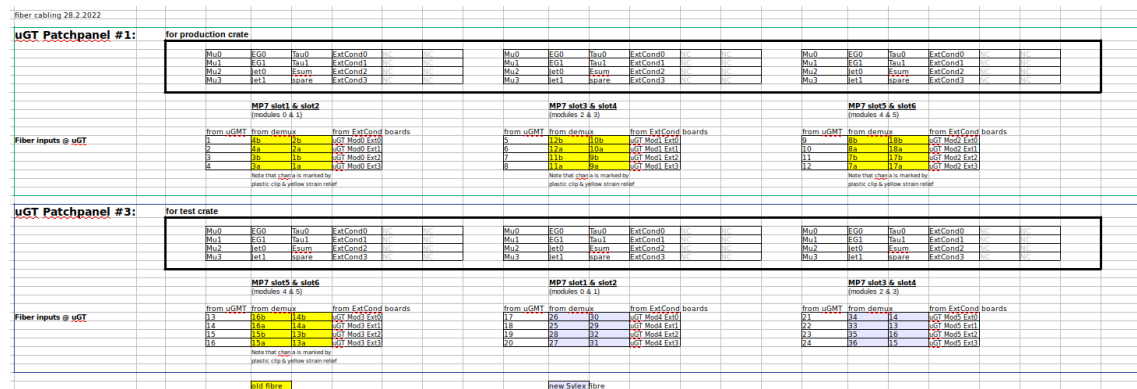 fiber cabling 28.2.2022
uGT Patchpanel #1: for production crate
Mu0 EG0 Tau0 ExtCond0 NC NC Mu0 EG0 Tau0 ExtCond0 NC NC Mu0 EG0 Tau0 ExtCond0 NC NC
Mu1 EG1 Tau1 ExtCond1 NC NC Mu1 EG1 Tau1 ExtCond1 NC NC Mu1 EG1 Tau1 ExtCond1 NC NC
Mu2 Jet0 Esum ExtCond2 NC NC Mu2 Jet0 Esum ExtCond2 NC NC Mu2 Jet0 Esum ExtCond2 NC NC
Mu3 Jet1 spare ExtCond3 NC NC Mu3 Jet1 spare ExtCond3 NC NC Mu3 Jet1 spare ExtCond3 NC NC
MP7 slot1 & slot2 MP7 slot3 & slot4 MP7 slot5 & slot6
(modules 0 & 1) (modules 2 & 3) (modules 4 & 5)
from uGMT from demux from ExtCond boards from uGMT from demux from ExtCond boards from uGMT from demux from ExtCond boards
Fiber inputs @ uGT 1 4b 2b uGT Mod0 Ext0 5 12b 10b uGT Mod1 Ext0 9 8b 18b uGT Mod2 Ext0
2 4a 2a uGT Mod0 Ext1 6 12a 10a uGT Mod1 Ext1 10 8a 18a uGT Mod2 Ext1
3 3b 1b uGT Mod0 Ext2 7 11b 9b uGT Mod1 Ext2 11 7b 17b uGT Mod2 Ext2
4 3a 1a uGT Mod0 Ext3 8 11a 9a uGT Mod1 Ext3 12 7a 17a uGT Mod2 Ext3
Note that chan a is marked by Note that chan a is marked by Note that chan a is marked by
plastic clip & yellow strain relief plastic clip & yellow strain relief plastic clip & yellow strain relief
uGT Patchpanel #3: for test crate
Mu0 EG0 Tau0 ExtCond0 NC NC Mu0 EG0 Tau0 ExtCond0 NC NC Mu0 EG0 Tau0 ExtCond0 NC NC
Mu1 EG1 Tau1 ExtCond1 NC NC Mu1 EG1 Tau1 ExtCond1 NC NC Mu1 EG1 Tau1 ExtCond1 NC NC
Mu2 Jet0 Esum ExtCond2 NC NC Mu2 Jet0 Esum ExtCond2 NC NC Mu2 Jet0 Esum ExtCond2 NC NC
Mu3 Jet1 spare ExtCond3 NC NC Mu3 Jet1 spare ExtCond3 NC NC Mu3 Jet1 spare ExtCond3 NC NC
MP7 slot5 & slot6 MP7 slot1 & slot2 MP7 slot3 & slot4
(modules 4 & 5) (modules 0 & 1) (modules 2 & 3)
from uGMT from demux from ExtCond boards from uGMT from demux from ExtCond boards from uGMT from demux from ExtCond boards
Fiber inputs @ uGT 13 16b 14b uGT Mod3 Ext0 17 26 30 uGT Mod4 Ext0 21 34 14 uGT Mod5 Ext0
14 16a 14a uGT Mod3 Ext1 18 25 29 uGT Mod4 Ext1 22 33 13 uGT Mod5 Ext1
15 15b 13b uGT Mod3 Ext2 19 28 32 uGT Mod4 Ext2 23 35 16 uGT Mod5 Ext2
16 15a 13a uGT Mod3 Ext3 20 27 31 uGT Mod4 Ext3 24 36 15 uGT Mod5 Ext3
Note that chan a is marked by
plastic clip & yellow strain relief
old fibre new Sylex fibre